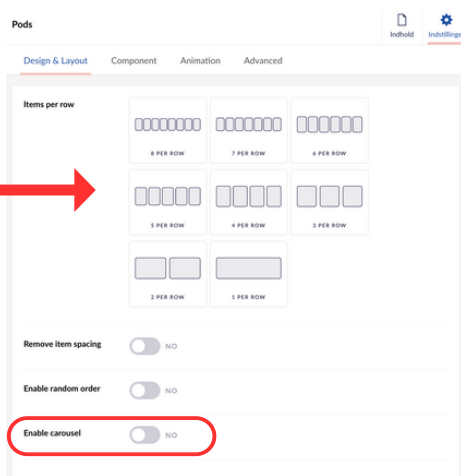 Pods
Indhold
Indstillinge
Design & Layout Component Animation Advanced
Items per row
8 PER ROW 7 PER ROW 6 PER ROW
5 PER ROW 4 PER ROW 3 PER ROW
2 PER ROW 1 PER ROW
Remove item spacing NO
Enable random order NO
Enable carousel NO